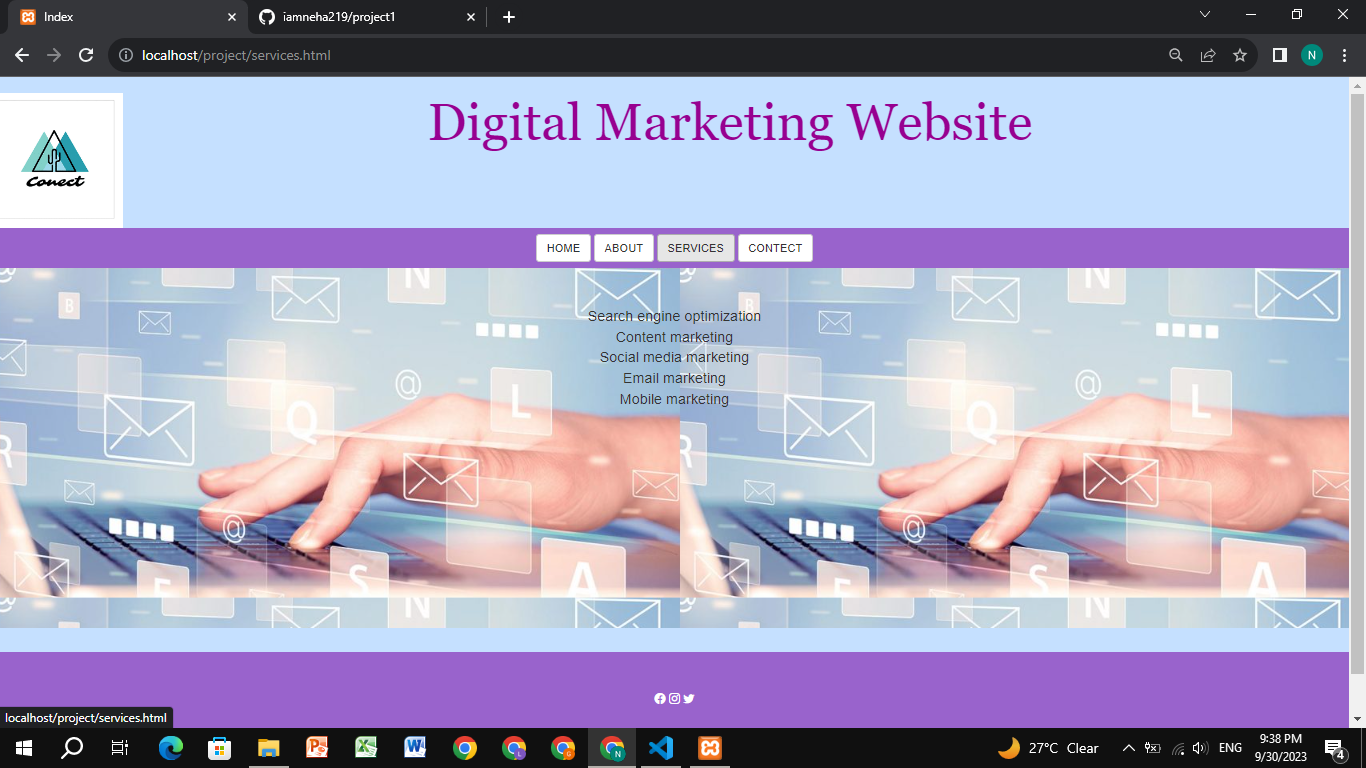 Index
iamneha219/project1
localhost/project/services.html
N
Digital Marketing Website
Conect
HOME ABOUT SERVICES CONTECT
Search engine optimization
Content marketing
Social media marketing
Email marketing
Mobile marketing
N N
B B
@ L @ L
Q Q
R R
@ @
F S A F S A
N N
localhost/project/services.html
27°C Clear
ENG
9:38 PM
9/30/2023
4